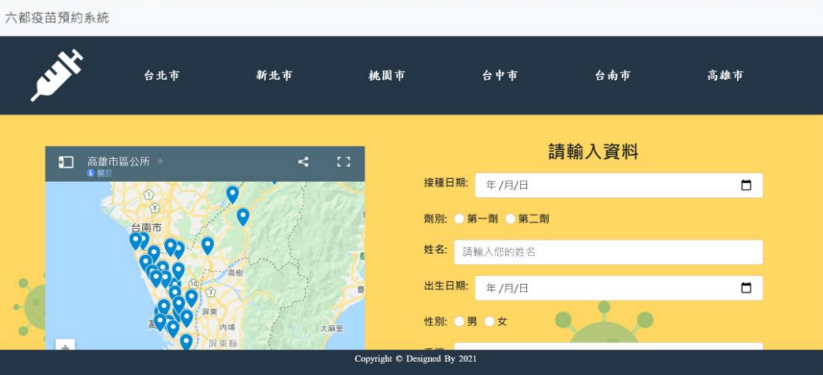 六都疫苗預約系統
台北市 新北市 桃園市 台中市 台南市 高雄市
高雄市區公所
關於
台南市
高樹
屏東
內埔
屏東縣
太麻里
請輸入資料
接種日期: 年 /月/日
劑別: 第一劑 第二劑
姓名: 請輸入您的姓名
出生日期: 年 /月/日
性別: 男 女
Copyright © Designed By 2021